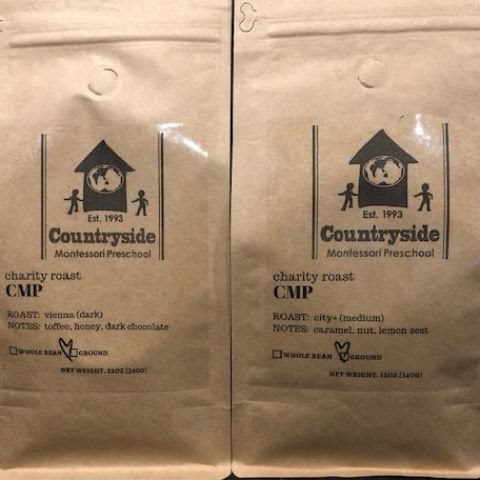 Est. 1993
Countryside
Montessori Preschool
charity roast
CMP
ROAST: vienna (dark)
NOTES: toffee, honey, dark chocolate
WHOLE BEAN GROUND
NET WEIGHT. 12OZ (340G)
Est. 1993
Countryside
Montessori Preschool
charity roast
CMP
ROAST: city+ (medium)
NOTES: caramel, nut, lemon zest
WHOLE BEAN GROUND
NET WEIGHT. 12OZ (340G)